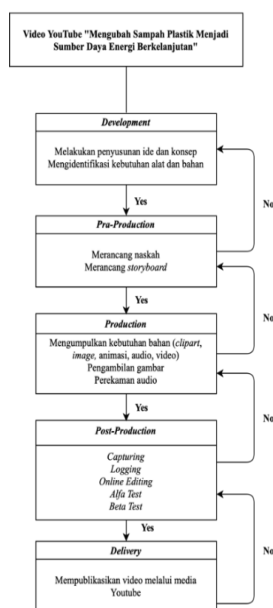 Video YouTube "Mengubah Sampah Plastik Menjadi
Sumber Daya Energi Berkelanjutan"
Development
Melakukan penyusunan ide dan konsep
Mengidentifikasi kebutuhan alat dan bahan
No
Yes
Pra-Production
Merancang naskah
Merancang storyboard
No
Yes
Production
Mengumpulkan kebutuhan bahan (clipart,
image, animasi, audio, video)
Pengambilan gambar
Perekaman audio
No
Yes
Post-Production
Capturing
Logging
Online Editing
Alfa Test
Beta Test
No
Yes
Delivery
Mempublikasikan video melalui media
Youtube